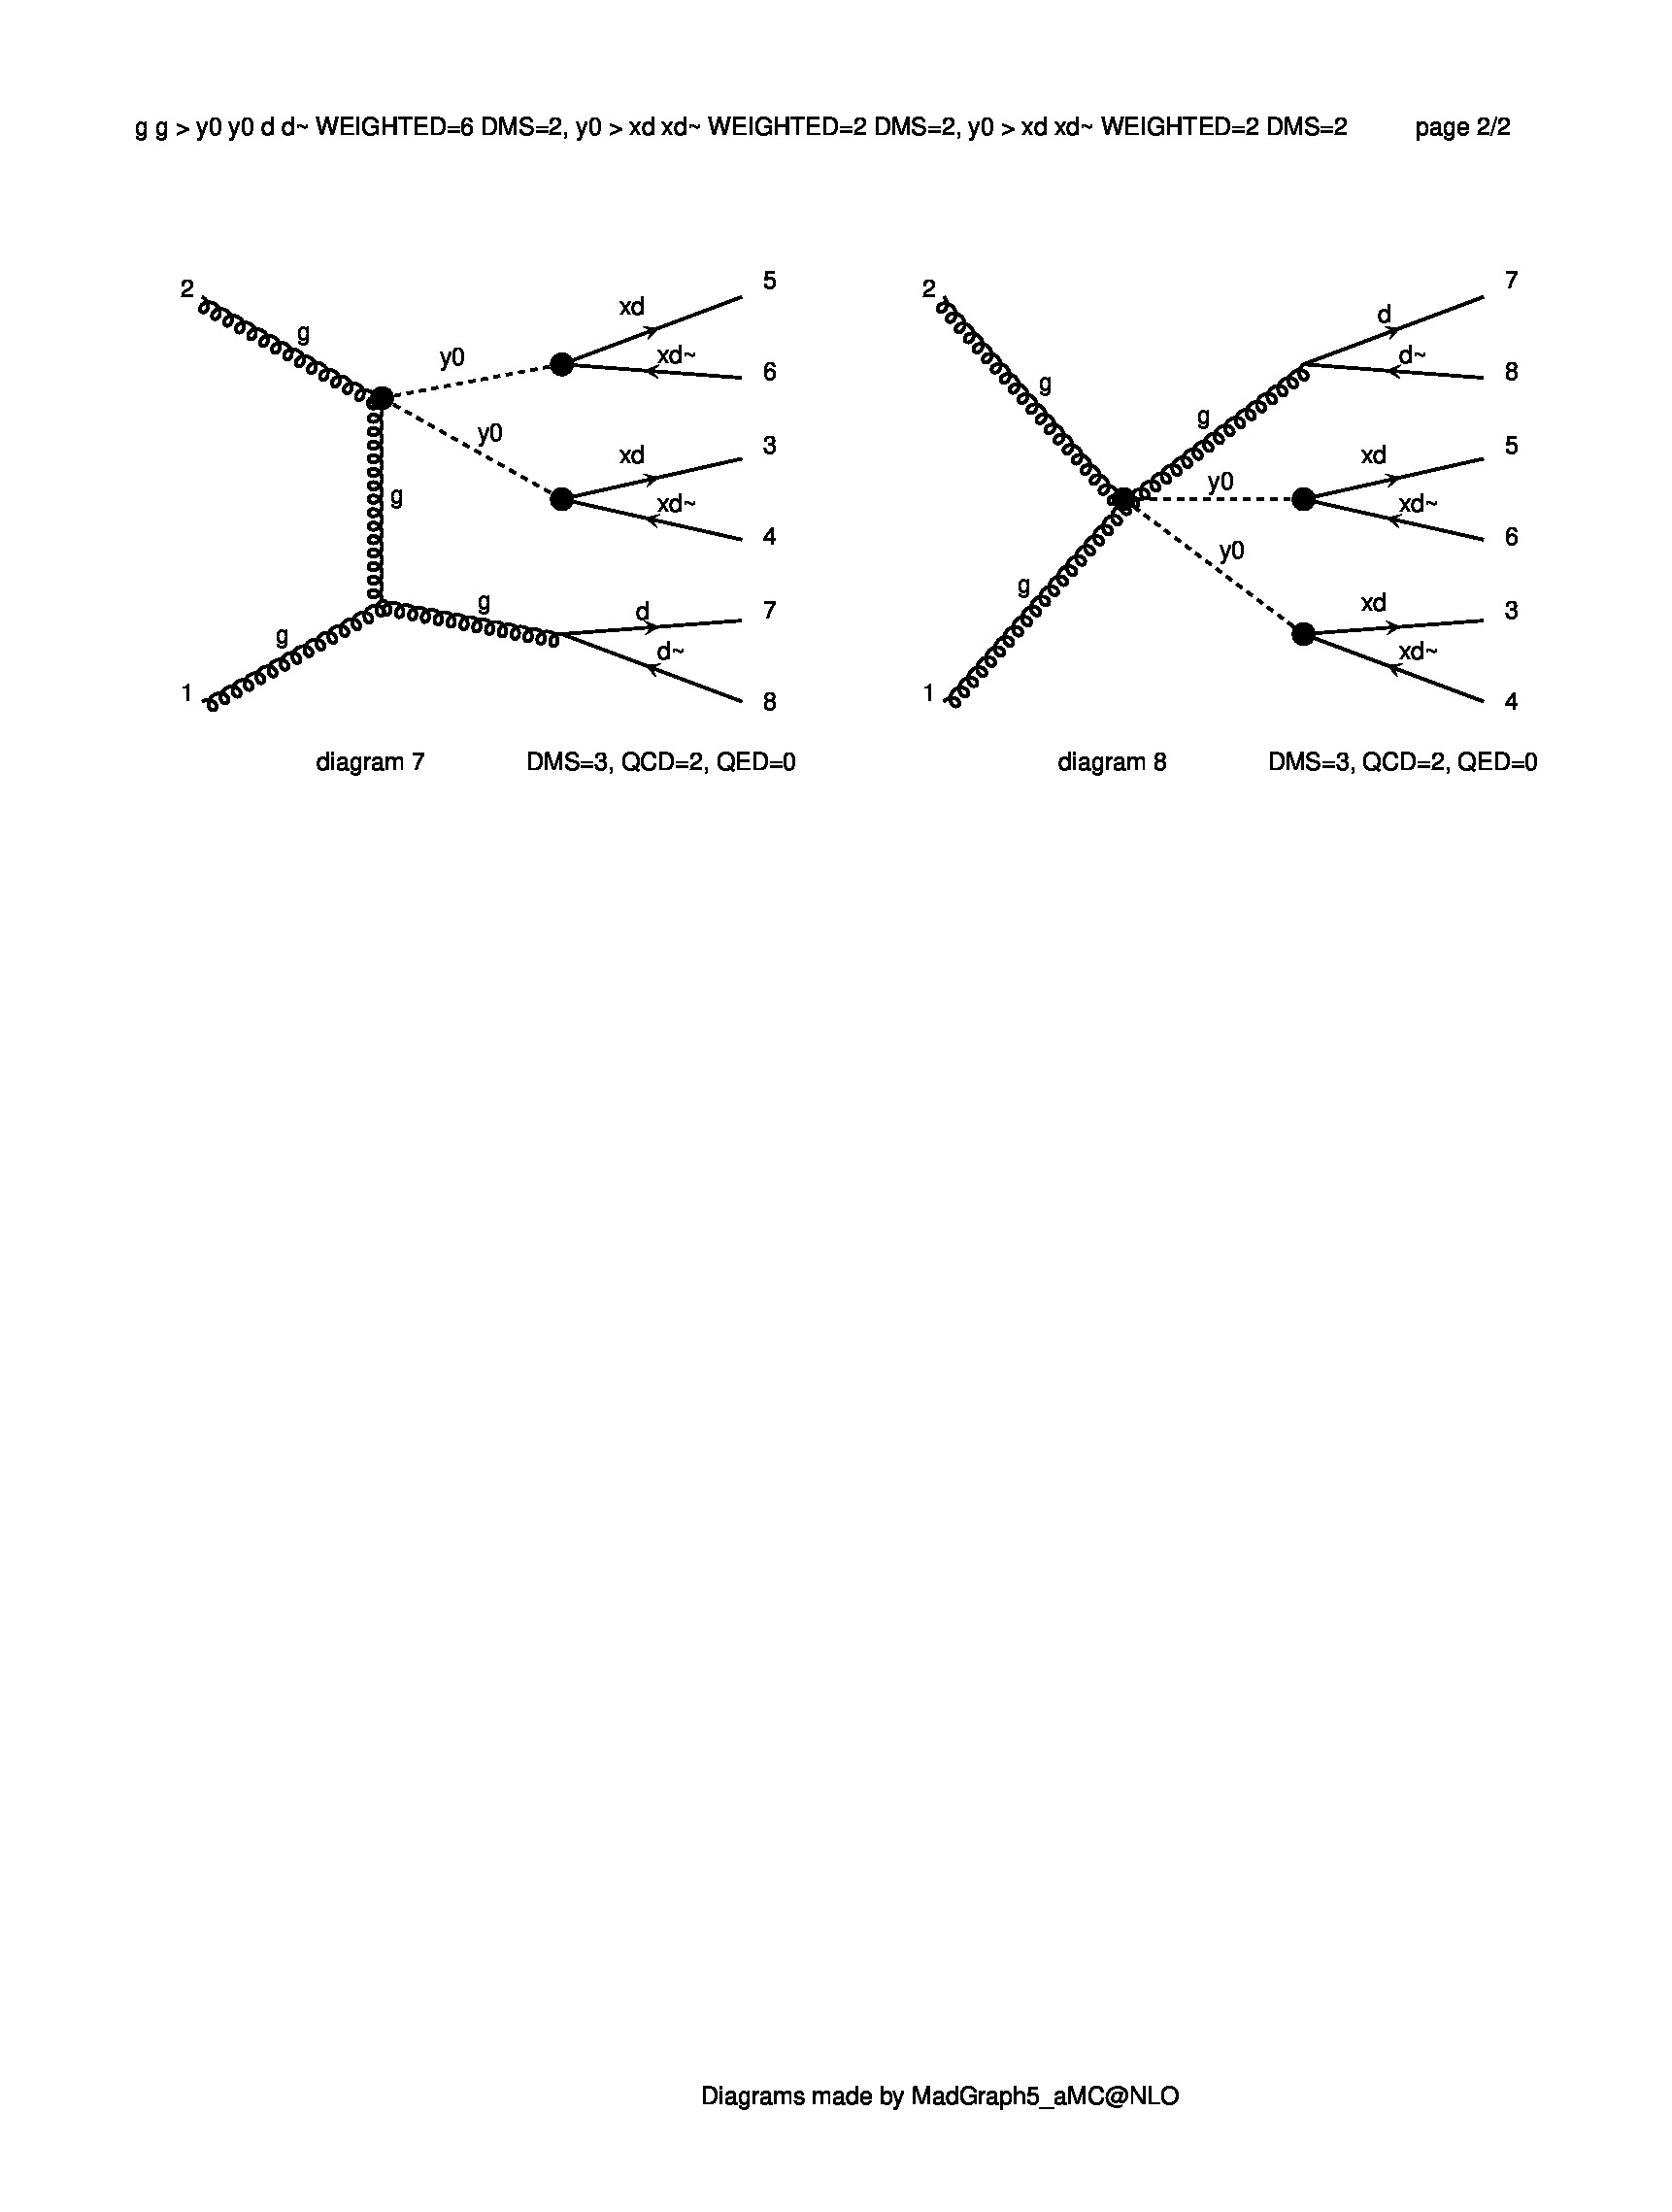 g g > y0 y0 d d~ WEIGHTED=6 DMS=2, y0 > xd xd~ WEIGHTED=2 DMS=2, y0 > xd xd~ WEIGHTED=2 DMS=2 page 2/2
2
g
y0
xd
5
xd~
6
y0
xd
3
xd~
4
g
g
g
d
7
d~
8
1
diagram 7 DMS=3, QCD=2, QED=0
2
g
g
d
7
d~
8
y0
xd
5
xd~
6
y0
xd
3
xd~
4
g
1
diagram 8 DMS=3, QCD=2, QED=0
Diagrams made by MadGraph5_aMC@NLO